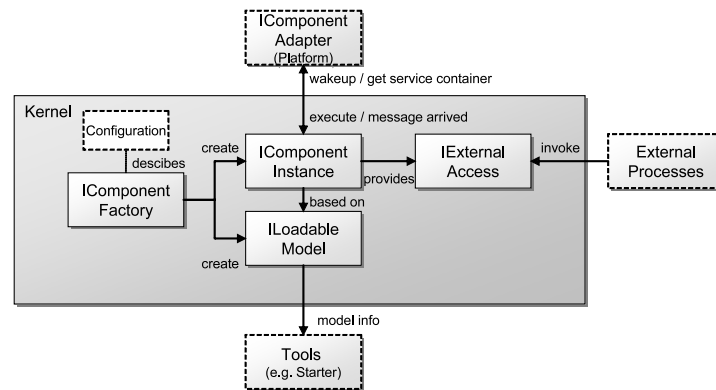 IComponent
Adapter
(Platform)
wakeup / get service container
Kernel
execute / message arrived
Configuration
descibes
create
IComponent
Instance
provides
IExternal
Access
invoke
External
Processes
IComponent
Factory
based on
create
ILoadable
Model
model info
Tools
(e.g. Starter)